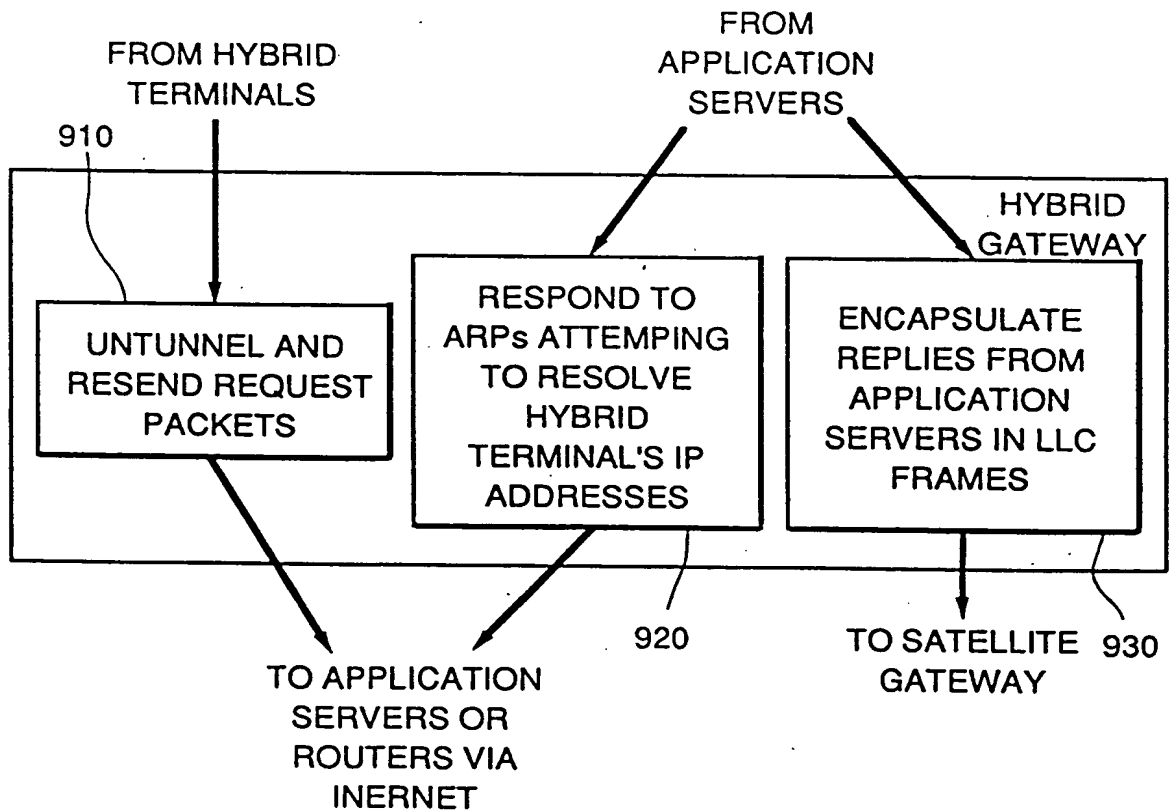 FROM HYBRID
TERMINALS
FROM
APPLICATION
SERVERS
910
HYBRID
GATEWAY
UNTUNNEL AND
RESEND REQUEST
PACKETS
RESPOND TO
ARPs ATTEMPING
TO RESOLVE
HYBRID
TERMINAL'S IP
ADDRESSES
ENCAPSULATE
REPLIES FROM
APPLICATION
SERVERS IN LLC
FRAMES
920
930
TO APPLICATION
SERVERS OR
ROUTERS VIA
INERNET
TO SATELLITE
GATEWAY